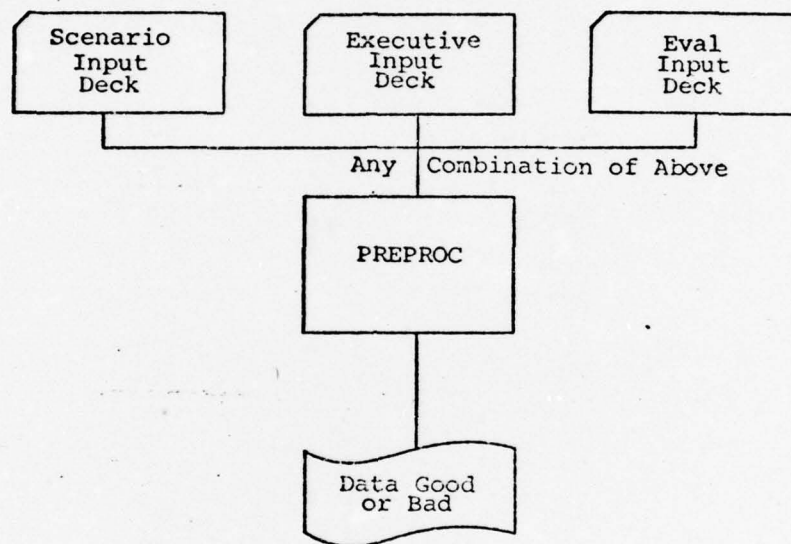 Scenario
Input
Deck
Executive
Input
Deck
Eval
Input
Deck
Any Combination of Above
PREPROC
Data Good
or Bad